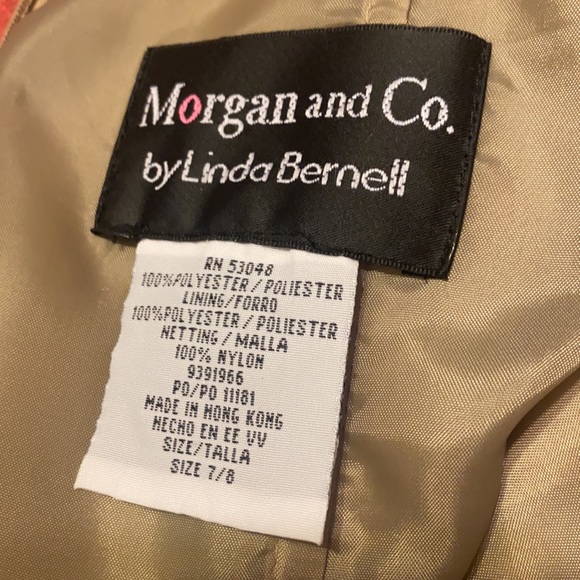 Morgan and Co.
by Linda Bernell
RN 53048
100%POLYESTER / POLIESTER
LINING/FORRO
100%POLYESTER / POLIESTER
NETTING / MALLA
100% NYLON
9391966
PO/PO 11181
MADE IN HONG KONG
HECHO EN EE UU
SIZE/TALLA
SIZE 7/8